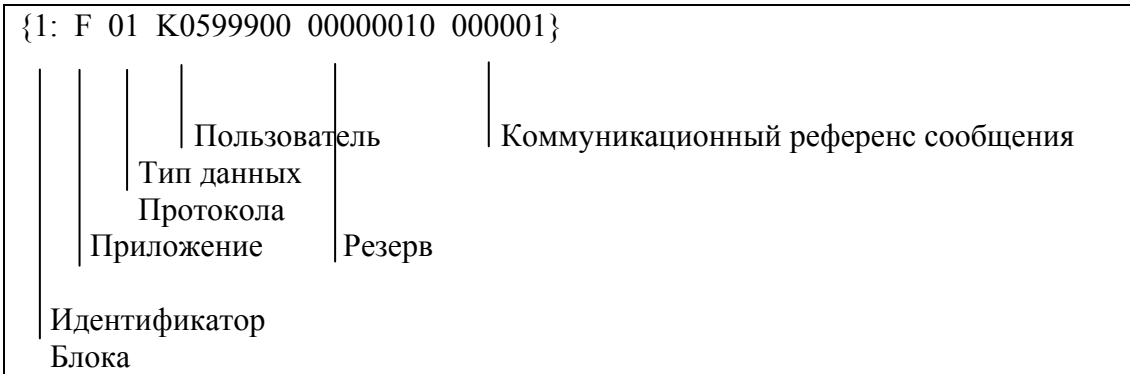 {1: F 01 K0599900 00000010 000001}
Пользователь Коммуникационный референс сообщения
Тип данных
Протокола
Приложение Резерв
Идентификатор
Блока